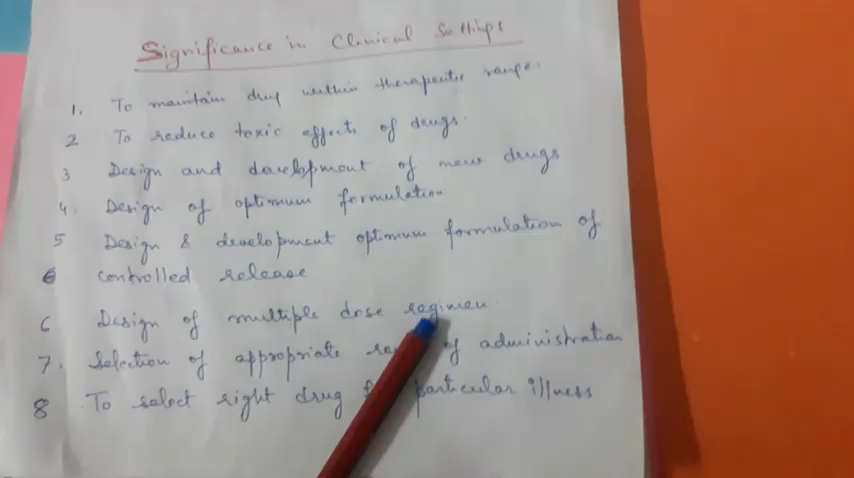 Significance in Clinical Settings
1. To maintain drug within therapeutic range.
2 To reduce toxic effects of drugs.
3 Design and development of new drugs
4. Design of optimum formulation
5 Design & development optimum formulation of
6 controlled release
6 Design of multiple dose regimen.
7. Selection of appropriate of administration
8 To select right drug particular illness